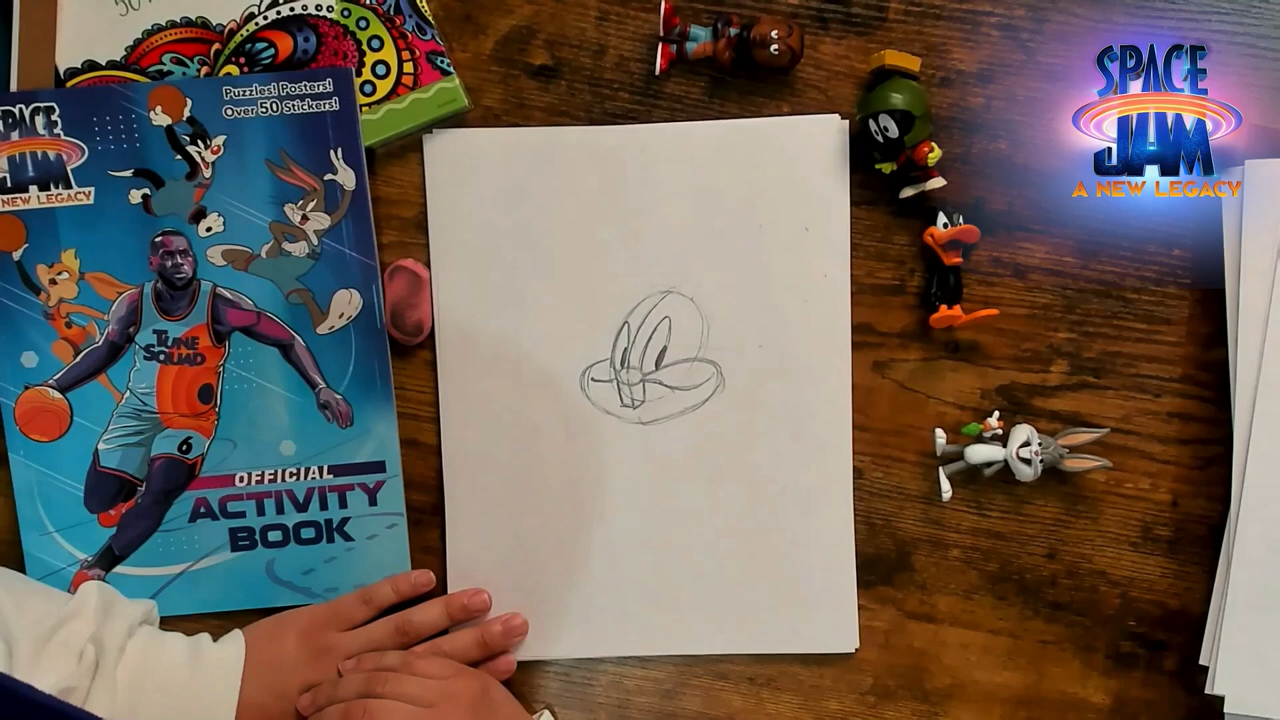 Puzzles! Posters!
Over 50 Stickers!
SPACE
JAM
A NEW LEGACY
SPACE
JAM
NEW LEGACY
TUNE
SQUAD
6
OFFICIAL
ACTIVITY
BOOK